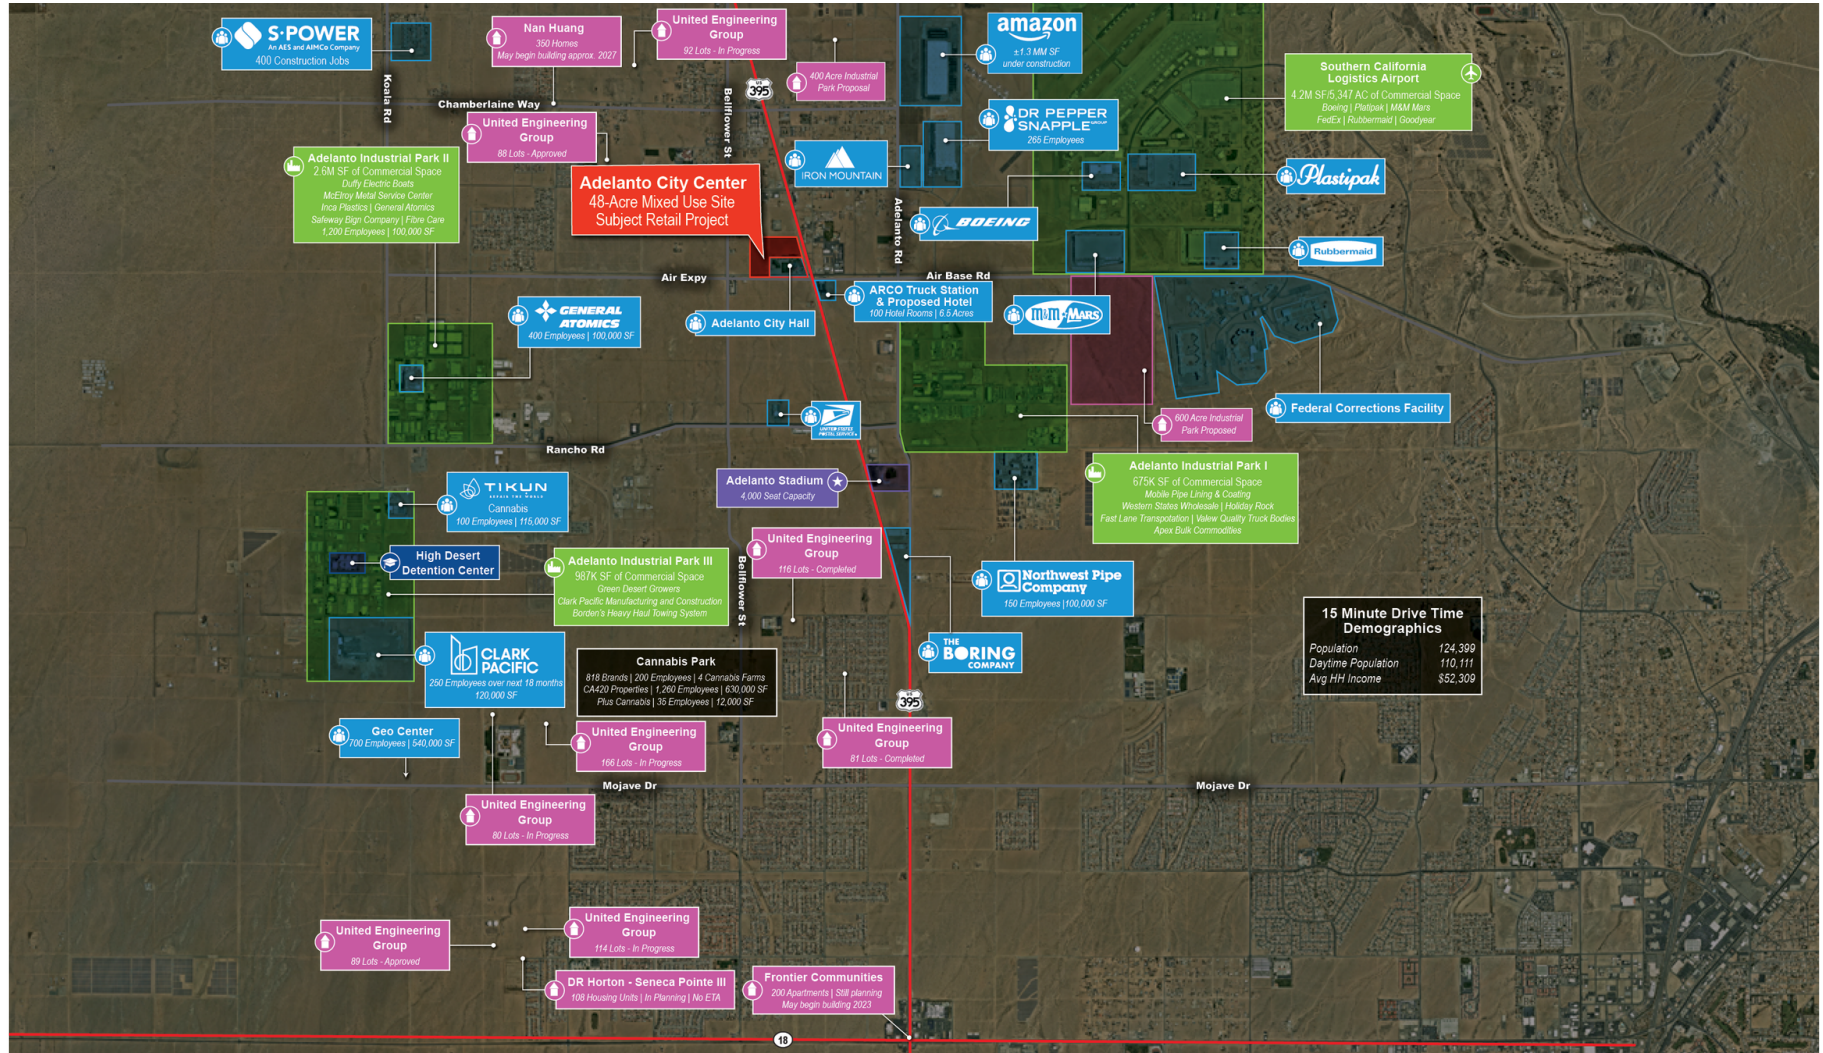 S·POWER
An AES and AIMCo Company
400 Construction Jobs
Koala Rd
Nan Huang
350 Homes
May begin building approx. 2027
United Engineering
Group
92 Lots - In Progress
US
395
400 Acre Industrial
Park Proposal
amazon
±1.3 MM SF
under construction
Southern California
Logistics Airport
4.2M SF/5,347 AC of Commercial Space
Boeing | Platipak | M&M Mars
FedEx | Rubbermaid | Goodyear
Chamberlaine Way
Bellflower St
United Engineering
Group
88 Lots - Approved
DR PEPPER
SNAPPLE GROUP
265 Employees
IRON MOUNTAIN
Plastipak
Adelanto Industrial Park II
2.6M SF of Commercial Space
Duffy Electric Boats
McElroy Metal Service Center
Inca Plastics | General Atomics
Safeway Bign Company | Fibre Care
1,200 Employees | 100,000 SF
Adelanto City Center
48-Acre Mixed Use Site
Subject Retail Project
Adelanto Rd
BOEING
Rubbermaid
Air Expy
Air Base Rd
ARCO Truck Station
& Proposed Hotel
100 Hotel Rooms | 6.5 Acres
GENERAL
ATOMICS
400 Employees | 100,000 SF
Adelanto City Hall
M&M·MARS
UNITED STATES
POSTAL SERVICE
600 Acre Industrial
Park Proposed
Federal Corrections Facility
Rancho Rd
Adelanto Stadium
4,000 Seat Capacity
Adelanto Industrial Park I
675K SF of Commercial Space
Mobile Pipe Lining & Coating
Western States Wholesale | Holiday Rock
Fast Lane Transpotation | Valew Quality Truck Bodies
Apex Bulk Commodities
TIKUN
REPAIR THE WORLD
Cannabis
100 Employees | 115,000 SF
High Desert
Detention Center
Adelanto Industrial Park III
987K SF of Commercial Space
Green Desert Growers
Clark Pacific Manufacturing and Construction
Borden's Heavy Haul Towing System
Bellflower St
United Engineering
Group
116 Lots - Completed
Northwest Pipe
Company
150 Employees |100,000 SF
THE
BORING
COMPANY
15 Minute Drive Time
Demographics
Population 124,399
Daytime Population 110,111
Avg HH Income $52,309
CLARK
PACIFIC
250 Employees over next 18 months
120,000 SF
Cannabis Park
818 Brands | 200 Employees | 4 Cannabis Farms
CA420 Properties | 1,260 Employees | 630,000 SF
Plus Cannabis | 35 Employees | 12,000 SF
US
395
Geo Center
700 Employees | 540,000 SF
United Engineering
Group
166 Lots - In Progress
United Engineering
Group
81 Lots - Completed
Mojave Dr
Mojave Dr
United Engineering
Group
80 Lots - In Progress
United Engineering
Group
89 Lots - Approved
United Engineering
Group
114 Lots - In Progress
DR Horton - Seneca Pointe III
108 Housing Units | In Planning | No ETA
Frontier Communities
200 Apartments | Still planning
May begin building 2023
18